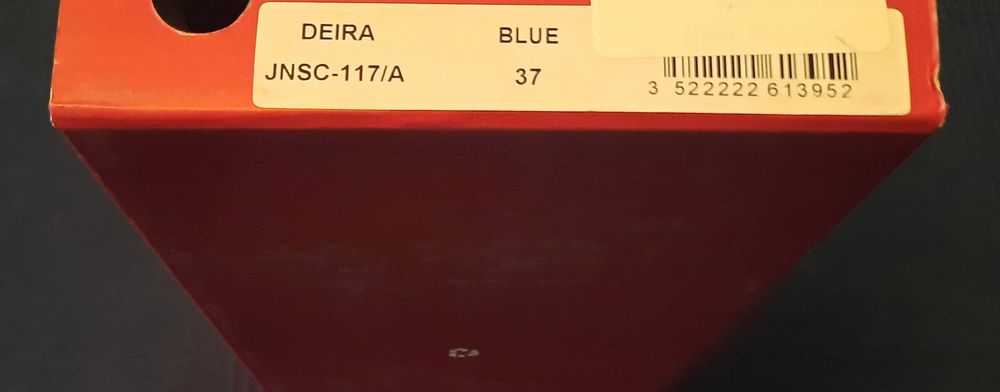 DEIRA BLUE
JNSC-117/A 37
3 522222 613952